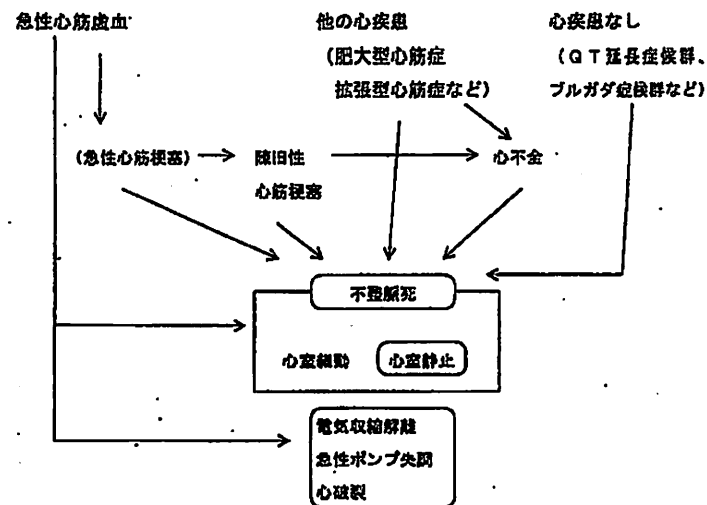 急性心筋虚血
他の心疾患
(肥大型心筋症
拡張型心筋症など)
心疾患なし
(QT延長症候群、
ブルガダ症候群など)
(急性心筋梗塞)
陳旧性
心筋梗塞
心不全
不整脈死
心室細動
心室静止
電気収縮解離
急性ポンプ失調
心破裂